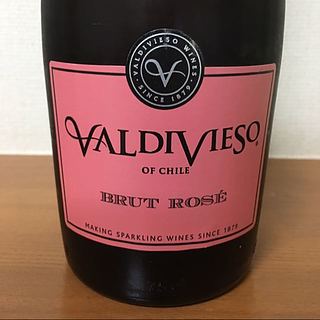 VALDIVIESO WINES
V
SINCE 1879
VALDIVIESO
OF CHILE
BRUT ROSÉ
MAKING SPARKLING WINES SINCE 1879